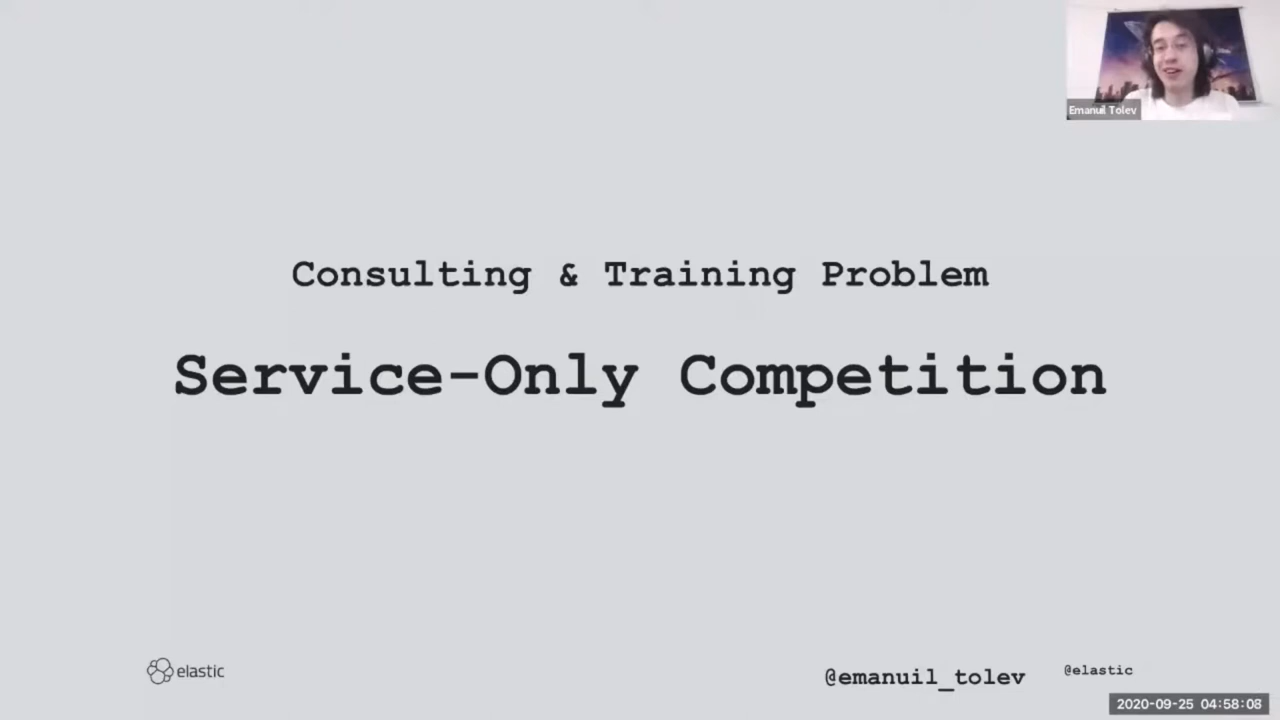 Emanuil Tolev
Consulting & Training Problem
Service-Only Competition
elastic
@emanuil_tolev
@elastic
2020-09-25 04:58:08